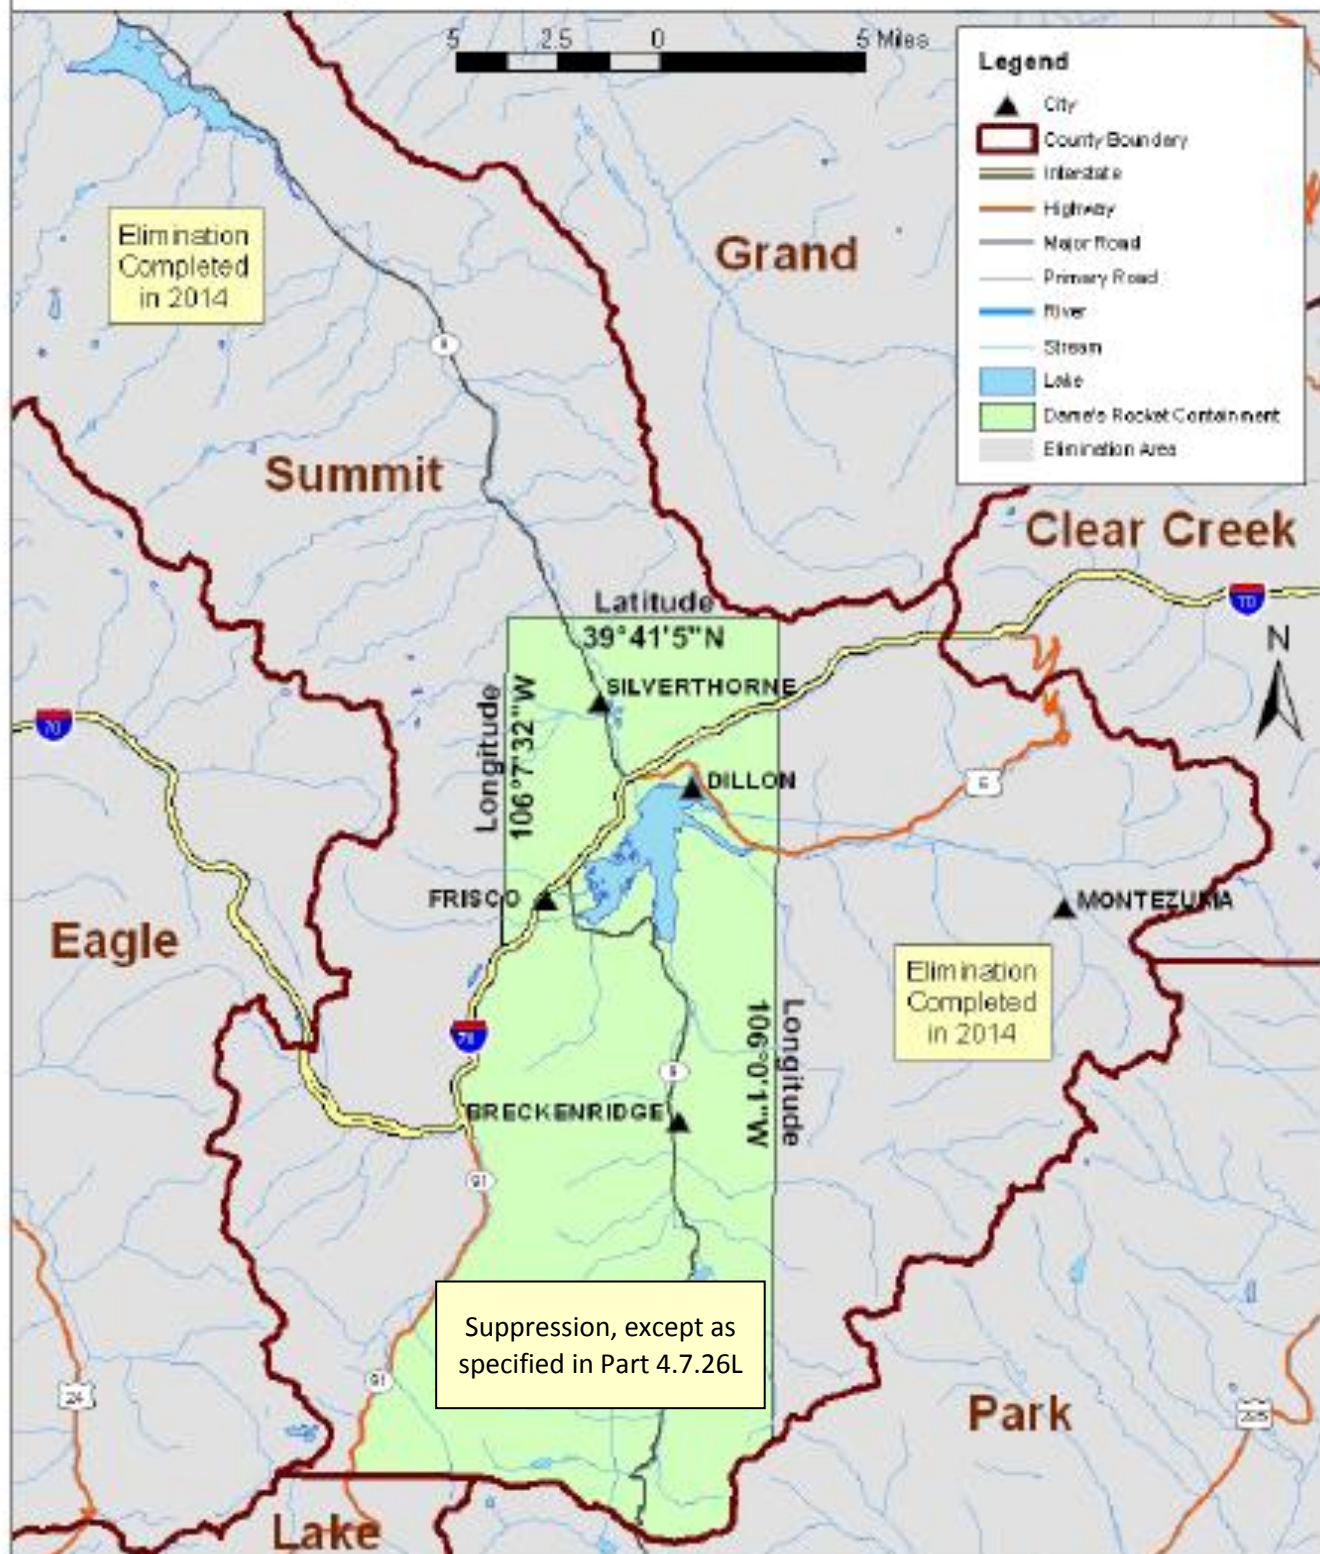 5 2.5 0 5 Miles
Legend
City
County Boundary
Interstate
Highway
Major Road
Primary Road
River
Stream
Lake
Dame's Rocket Containment
Elimination Area
Elimination
Completed
in 2014
Grand
9
Summit
Clear Creek
70
Latitude
39°41'5"N
N
SILVERTHORNE
Longitude
106°7'32"W
70
DILLON
6
FRISCO
MONTEZUMA
Eagle
Elimination
Completed
in 2014
Longitude
106°0'1"W
70
9
BRECKENRIDGE
91
Suppression, except as
specified in Part 4.7.26L
91
24
Park
Lake